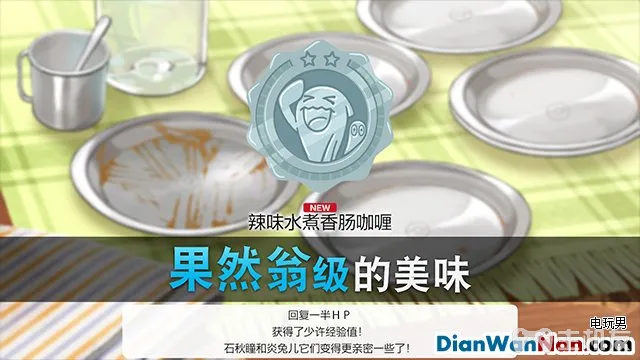 NEW
辣味水煮香肠咖喱
果然翁级的美味
回复一半HP
获得了少许经验值!
石秋瞳和炎兔儿它们变得更亲密一些了!
电玩男
DianWanNan.com